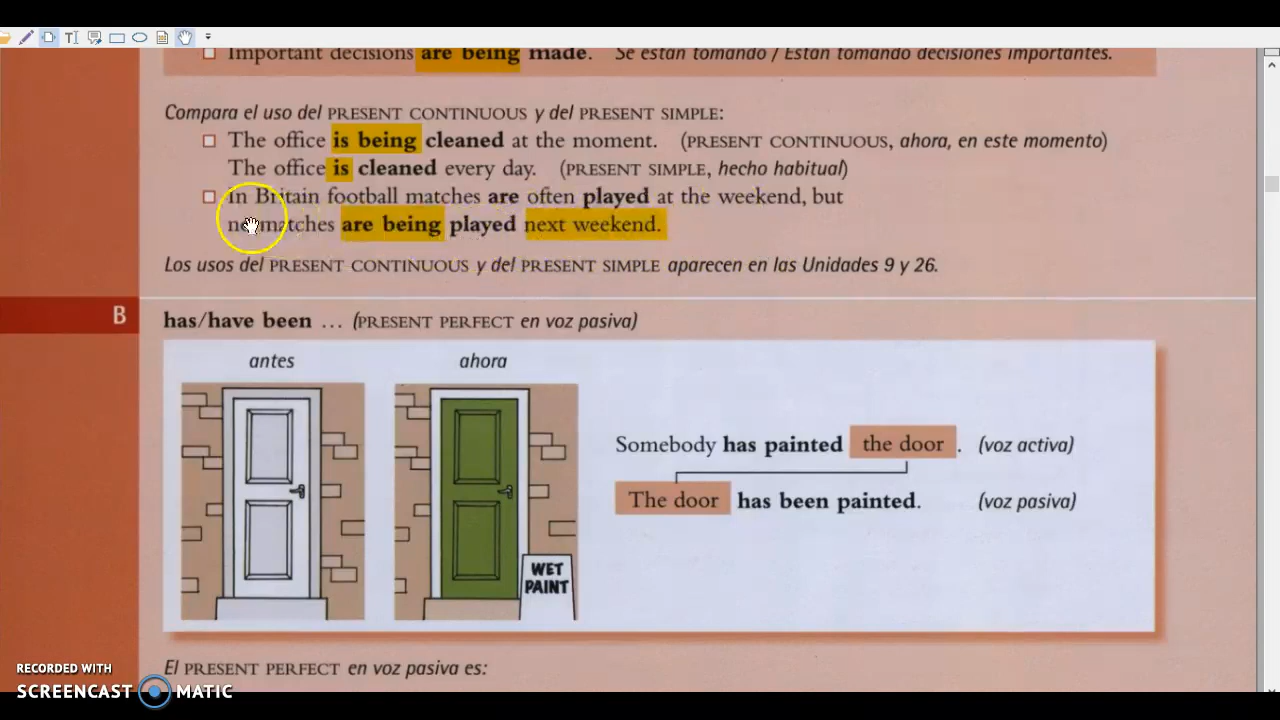 Important decisions are being made. Se están tomando / Están tomando decisiones importantes.
Compara el uso del PRESENT CONTINUOUS y del PRESENT SIMPLE:
The office is being cleaned at the moment. (PRESENT CONTINUOUS, ahora, en este momento)
The office is cleaned every day. (PRESENT SIMPLE, hecho habitual)
In Britain football matches are often played at the weekend, but
matches are being played next weekend.
Los usos del PRESENT CONTINUOUS y del PRESENT SIMPLE aparecen en las Unidades 9 y 26.
B
has/have been ... (PRESENT PERFECT en voz pasiva)
antes
ahora
Somebody has painted the door . (voz activa)
The door has been painted. (voz pasiva)
WET
PAINT
El PRESENT PERFECT en voz pasiva es:
RECORDED WITH
SCREENCAST MATIC